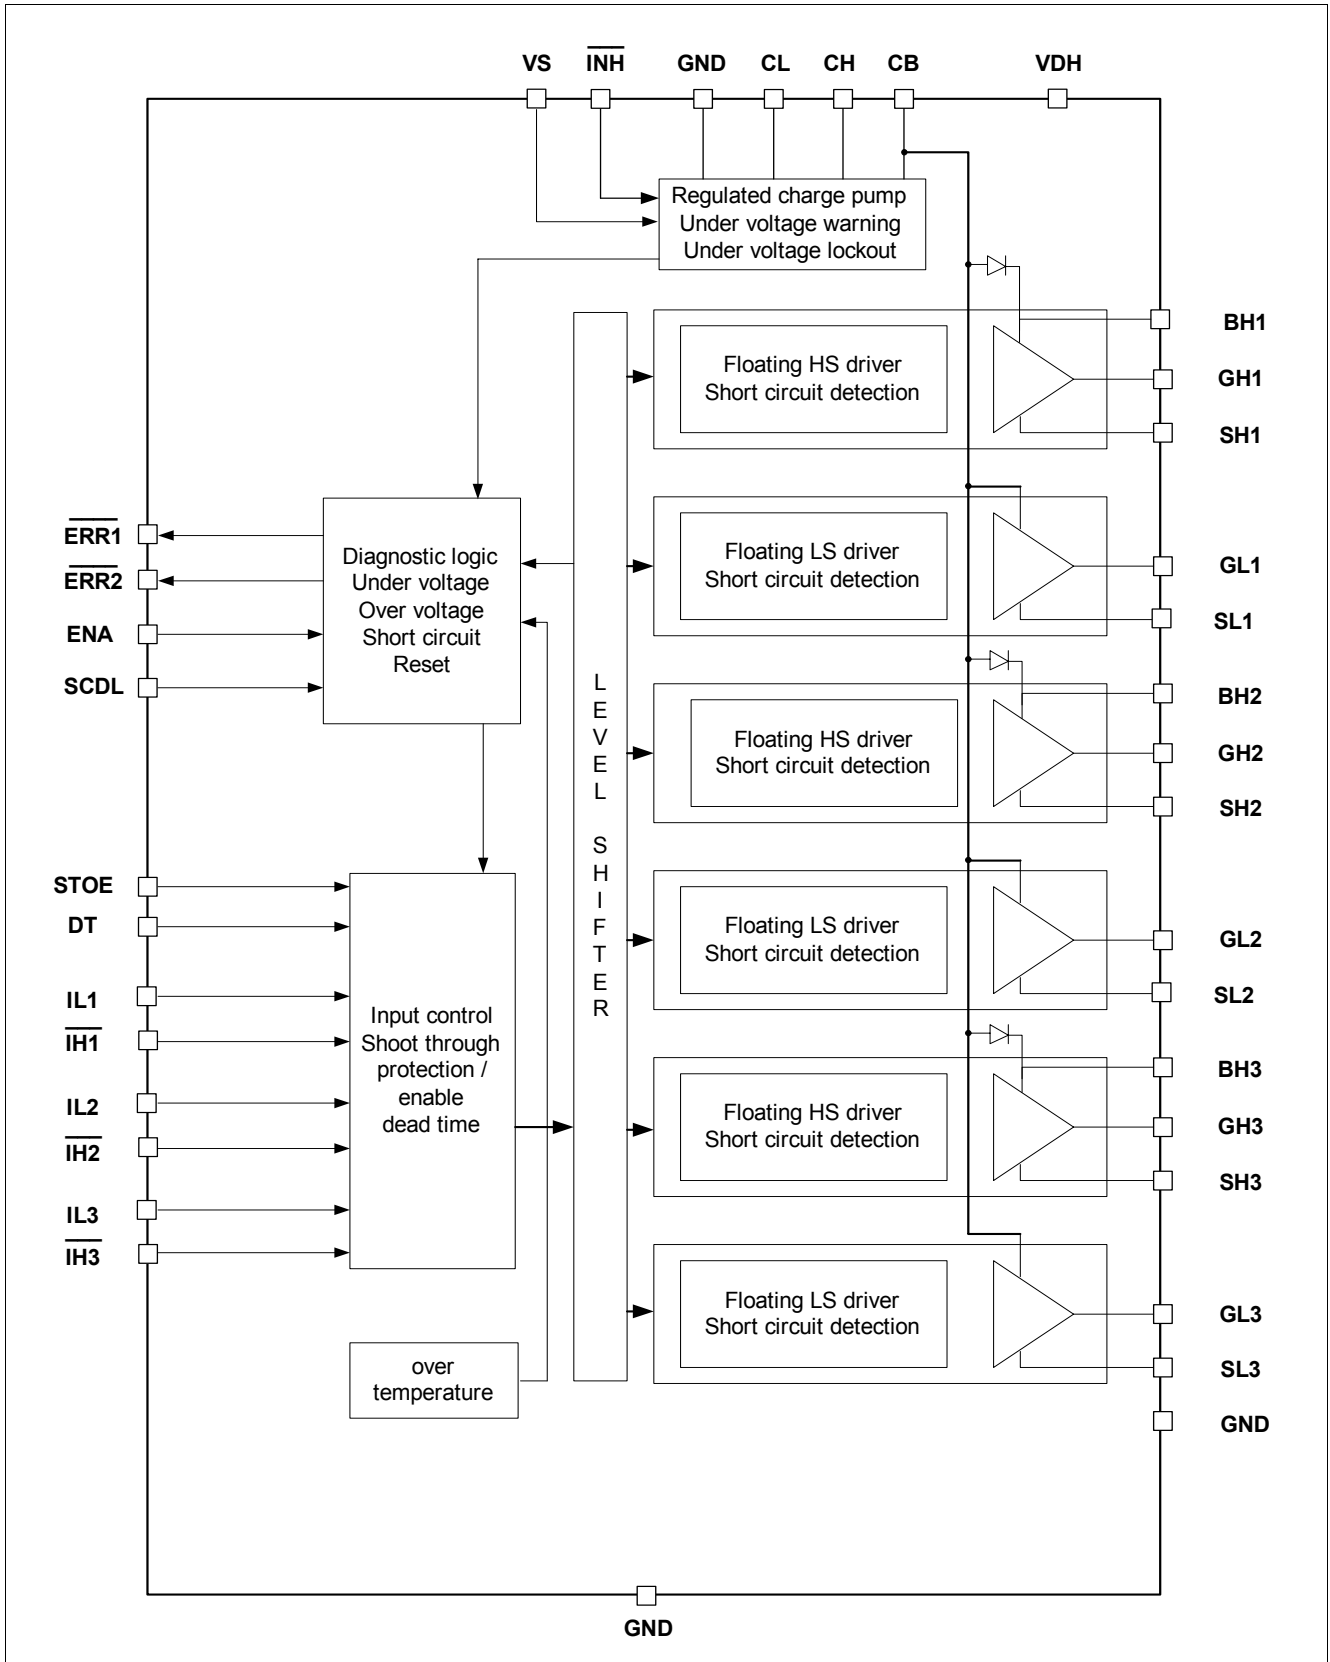 VS INH GND CL CH CB VDH
Regulated charge pump
Under voltage warning
Under voltage lockout
BH1
Floating HS driver
Short circuit detection
GH1
SH1
ERR1
ERR2
ENA
SCDL
Diagnostic logic
Under voltage
Over voltage
Short circuit
Reset
Floating LS driver
Short circuit detection
GL1
SL1
LEVEL SHIFTER
BH2
Floating HS driver
Short circuit detection
GH2
SH2
STOE
DT
IL1
IH1
IL2
IH2
IL3
IH3
Input control
Shoot through
protection /
enable
dead time
Floating LS driver
Short circuit detection
GL2
SL2
BH3
Floating HS driver
Short circuit detection
GH3
SH3
Floating LS driver
Short circuit detection
GL3
SL3
over
temperature
GND
GND